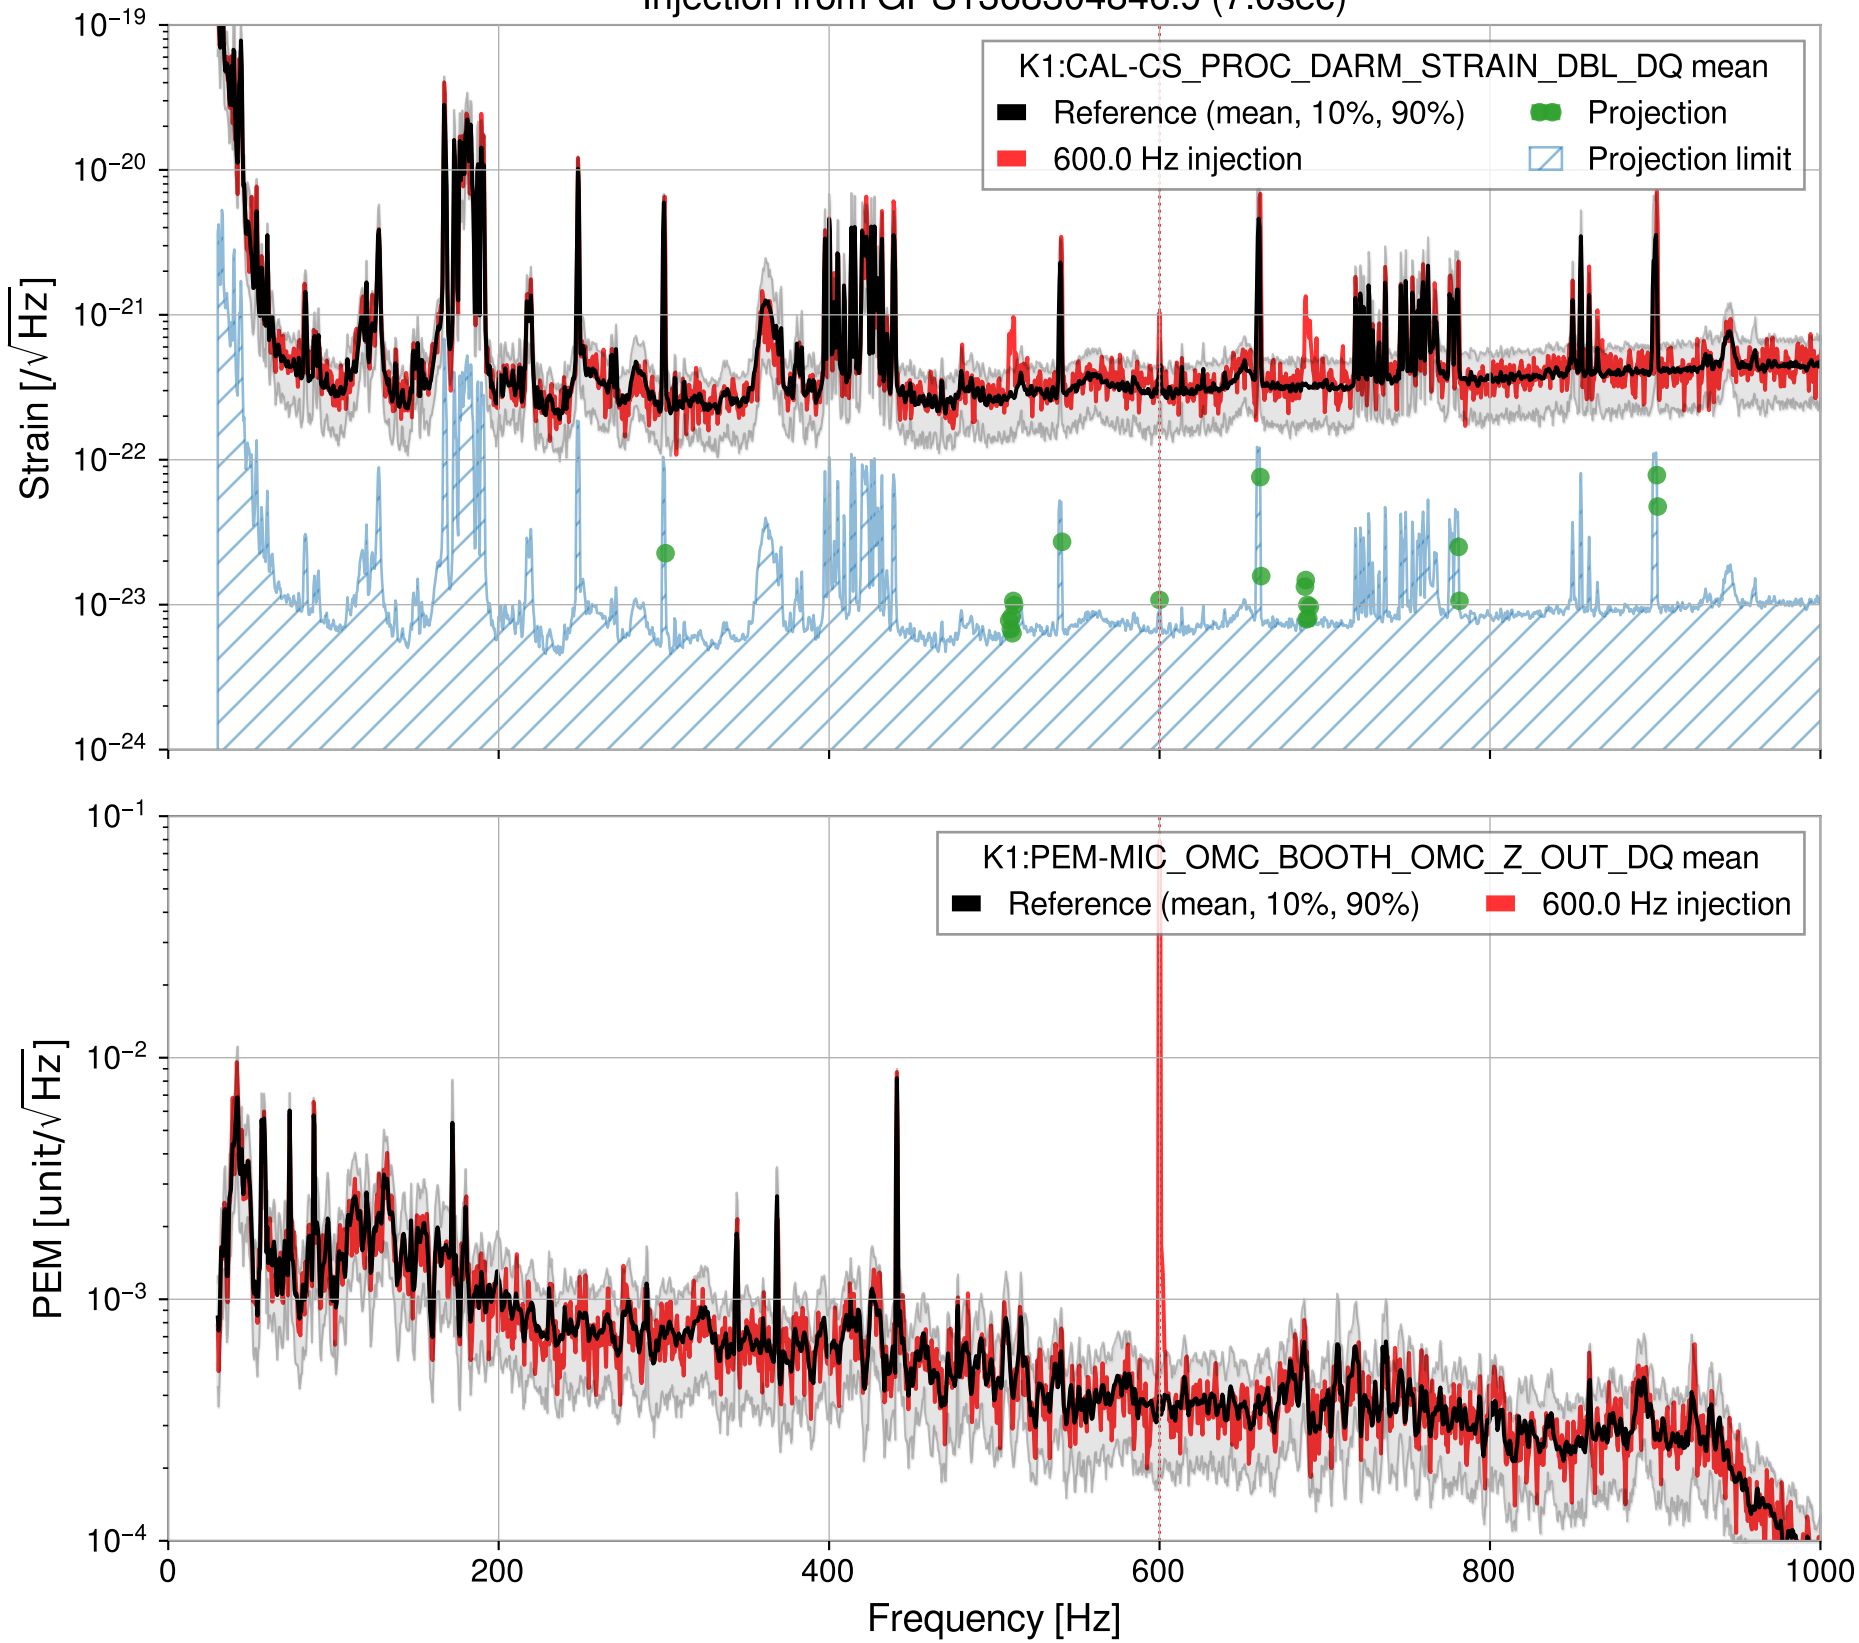 10⁻¹⁹
10⁻²⁰
10⁻²¹
10⁻²²
10⁻²³
10⁻²⁴
Strain [/√Hz]
K1:CAL-CS_PROC_DARM_STRAIN_DBL_DQ mean
Reference (mean, 10%, 90%)
Projection
600.0 Hz injection
Projection limit
10⁻¹
10⁻²
10⁻³
10⁻⁴
PEM [unit/√Hz]
K1:PEM-MIC_OMC_BOOTH_OMC_Z_OUT_DQ mean
Reference (mean, 10%, 90%)
600.0 Hz injection
0 200 400 600 800 1000
Frequency [Hz]